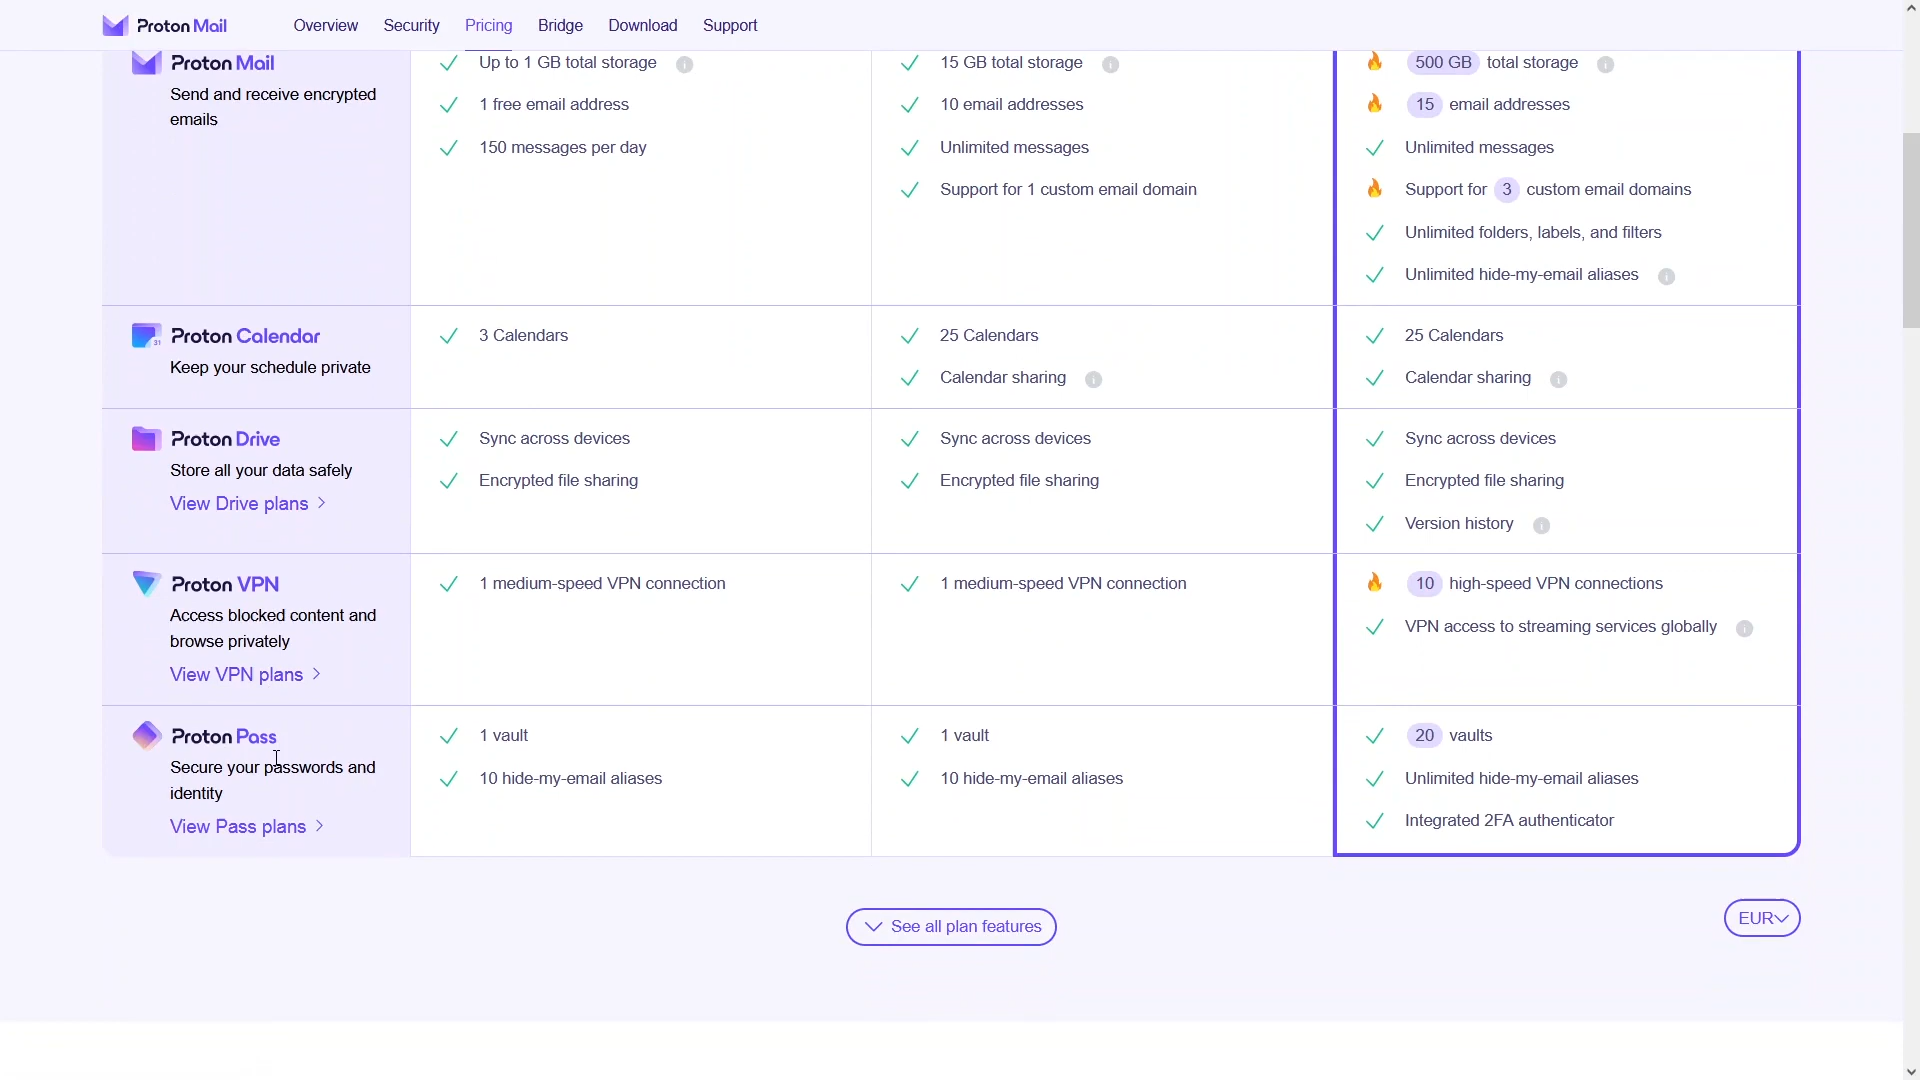 Proton Mail Overview Security Pricing Bridge Download Support
Proton Mail
Send and receive encrypted
emails
Up to 1 GB total storage
1 free email address
150 messages per day
15 GB total storage
10 email addresses
Unlimited messages
Support for 1 custom email domain
500 GB total storage
15 email addresses
Unlimited messages
Support for 3 custom email domains
Unlimited folders, labels, and filters
Unlimited hide-my-email aliases
31
Proton Calendar
Keep your schedule private
3 Calendars
25 Calendars
Calendar sharing
25 Calendars
Calendar sharing
Proton Drive
Store all your data safely
View Drive plans
Sync across devices
Encrypted file sharing
Sync across devices
Encrypted file sharing
Sync across devices
Encrypted file sharing
Version history
Proton VPN
Access blocked content and
browse privately
View VPN plans
1 medium-speed VPN connection
1 medium-speed VPN connection
10 high-speed VPN connections
VPN access to streaming services globally
Proton Pass
Secure your passwords and
identity
View Pass plans
1 vault
10 hide-my-email aliases
1 vault
10 hide-my-email aliases
20 vaults
Unlimited hide-my-email aliases
Integrated 2FA authenticator
See all plan features
EUR